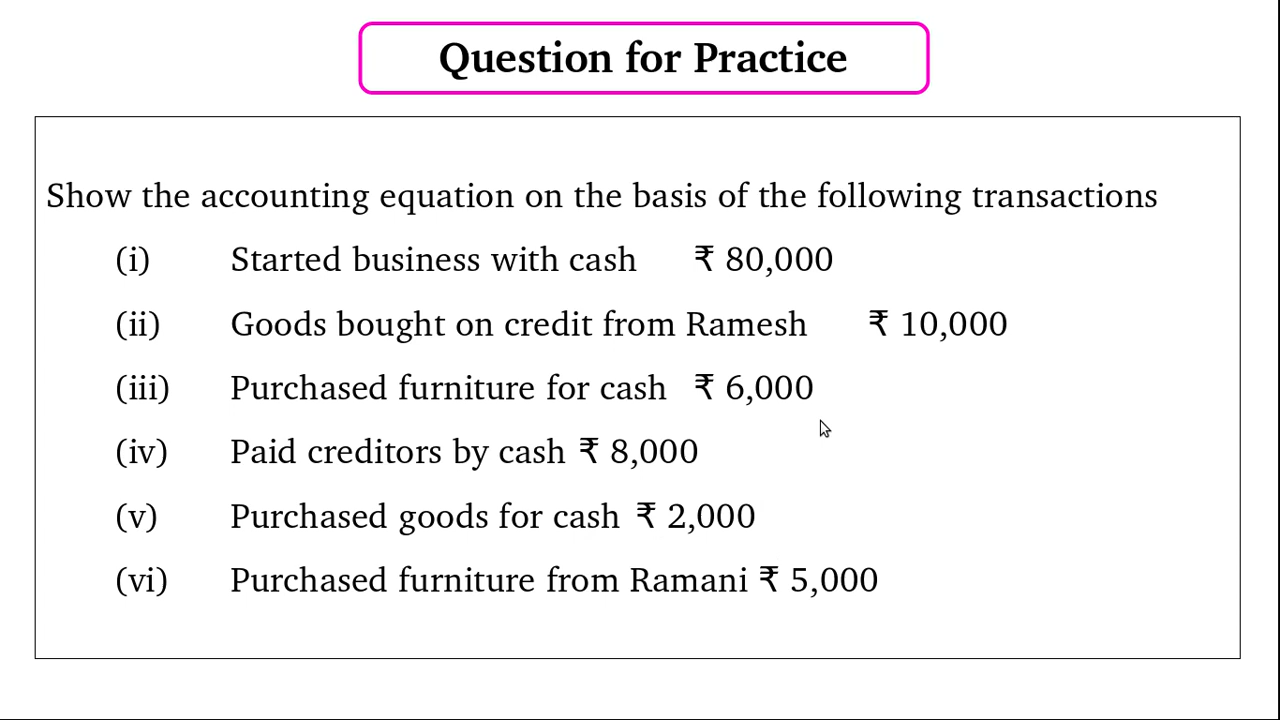 Question for Practice
Show the accounting equation on the basis of the following transactions
(i) Started business with cash ₹ 80,000
(ii) Goods bought on credit from Ramesh ₹ 10,000
(iii) Purchased furniture for cash ₹ 6,000
(iv) Paid creditors by cash ₹ 8,000
(v) Purchased goods for cash ₹ 2,000
(vi) Purchased furniture from Ramani ₹ 5,000